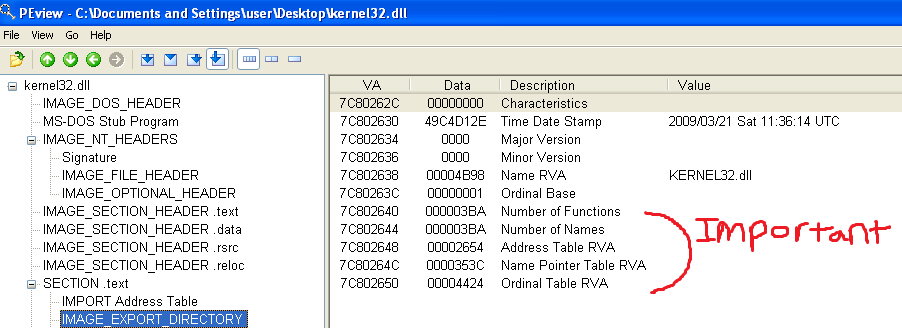 PEview - C:\Documents and Settings\user\Desktop\kernel32.dll
File View Go Help
kernel32.dll
IMAGE_DOS_HEADER
MS-DOS Stub Program
IMAGE_NT_HEADERS
Signature
IMAGE_FILE_HEADER
IMAGE_OPTIONAL_HEADER
IMAGE_SECTION_HEADER .text
IMAGE_SECTION_HEADER .data
IMAGE_SECTION_HEADER .rsrc
IMAGE_SECTION_HEADER .reloc
SECTION .text
IMPORT Address Table
IMAGE_EXPORT_DIRECTORY
VA Data Description Value
7C80262C 00000000 Characteristics
7C802630 49C4D12E Time Date Stamp 2009/03/21 Sat 11:36:14 UTC
7C802634 0000 Major Version
7C802636 0000 Minor Version
7C802638 00004B98 Name RVA KERNEL32.dll
7C80263C 00000001 Ordinal Base
7C802640 000003BA Number of Functions
7C802644 000003BA Number of Names
7C802648 00002654 Address Table RVA
7C80264C 0000353C Name Pointer Table RVA
7C802650 00004424 Ordinal Table RVA
Important